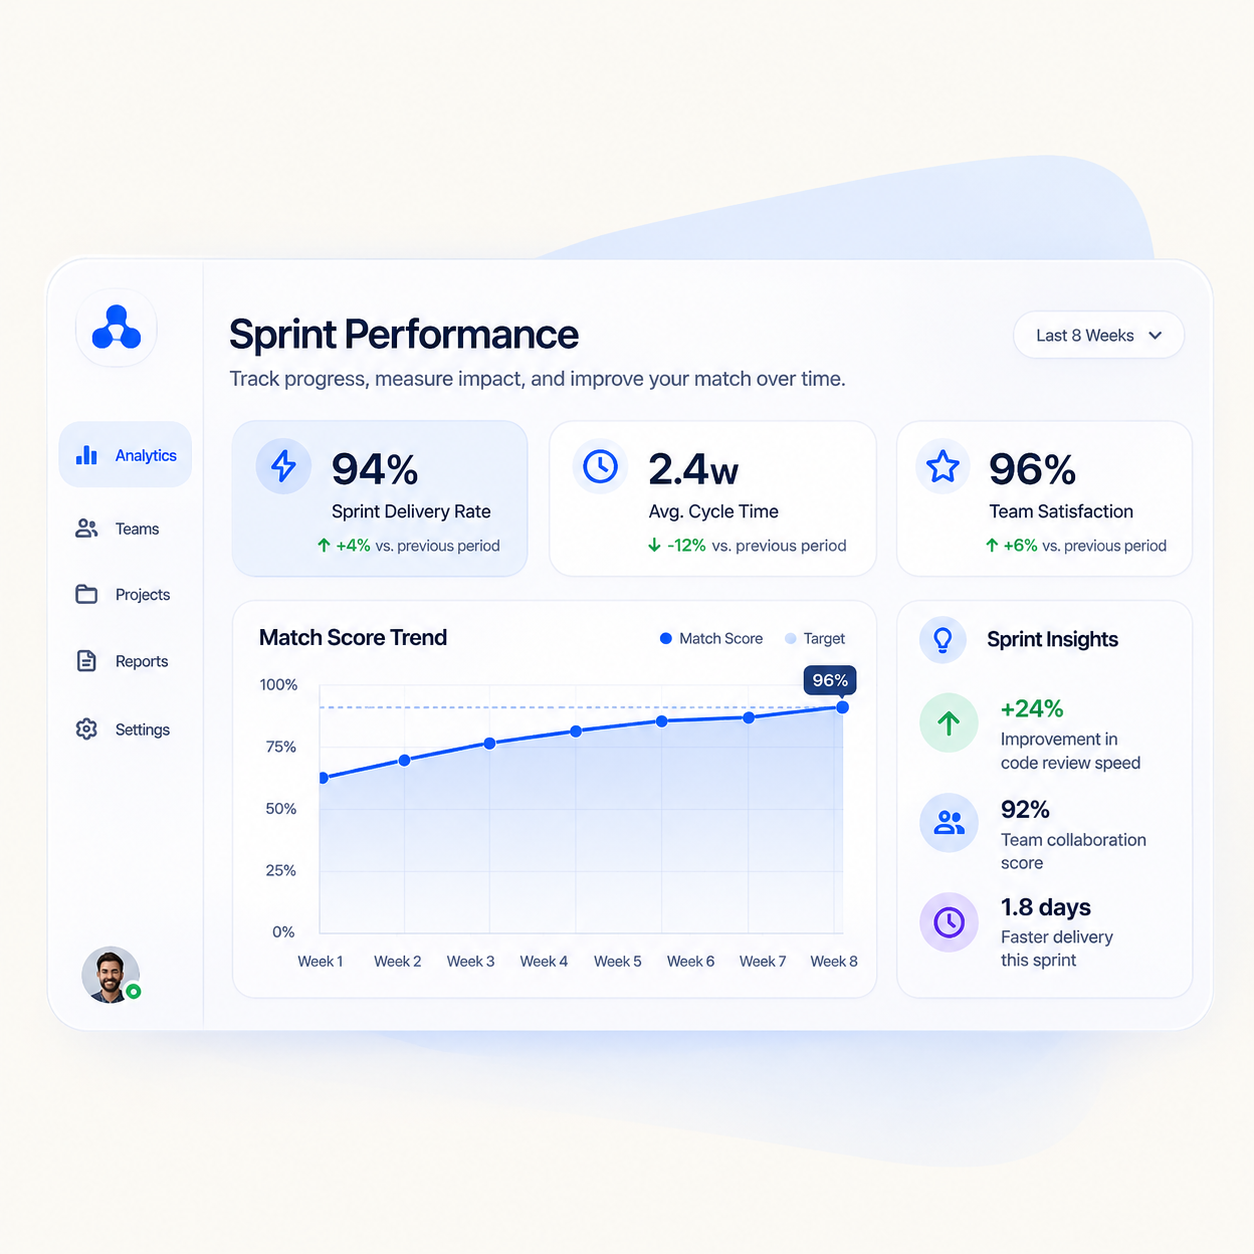 Sprint Performance
Last 8 Weeks
Track progress, measure impact, and improve your match over time.
Analytics
Teams
Projects
Reports
Settings
94%
Sprint Delivery Rate
↑ +4% vs. previous period
2.4w
Avg. Cycle Time
↓ -12% vs. previous period
96%
Team Satisfaction
↑ +6% vs. previous period
Match Score Trend
Match Score
Target
96%
100%
75%
50%
25%
0%
Week 1 Week 2 Week 3 Week 4 Week 5 Week 6 Week 7 Week 8
Sprint Insights
+24%
Improvement in
code review speed
92%
Team collaboration
score
1.8 days
Faster delivery
this sprint